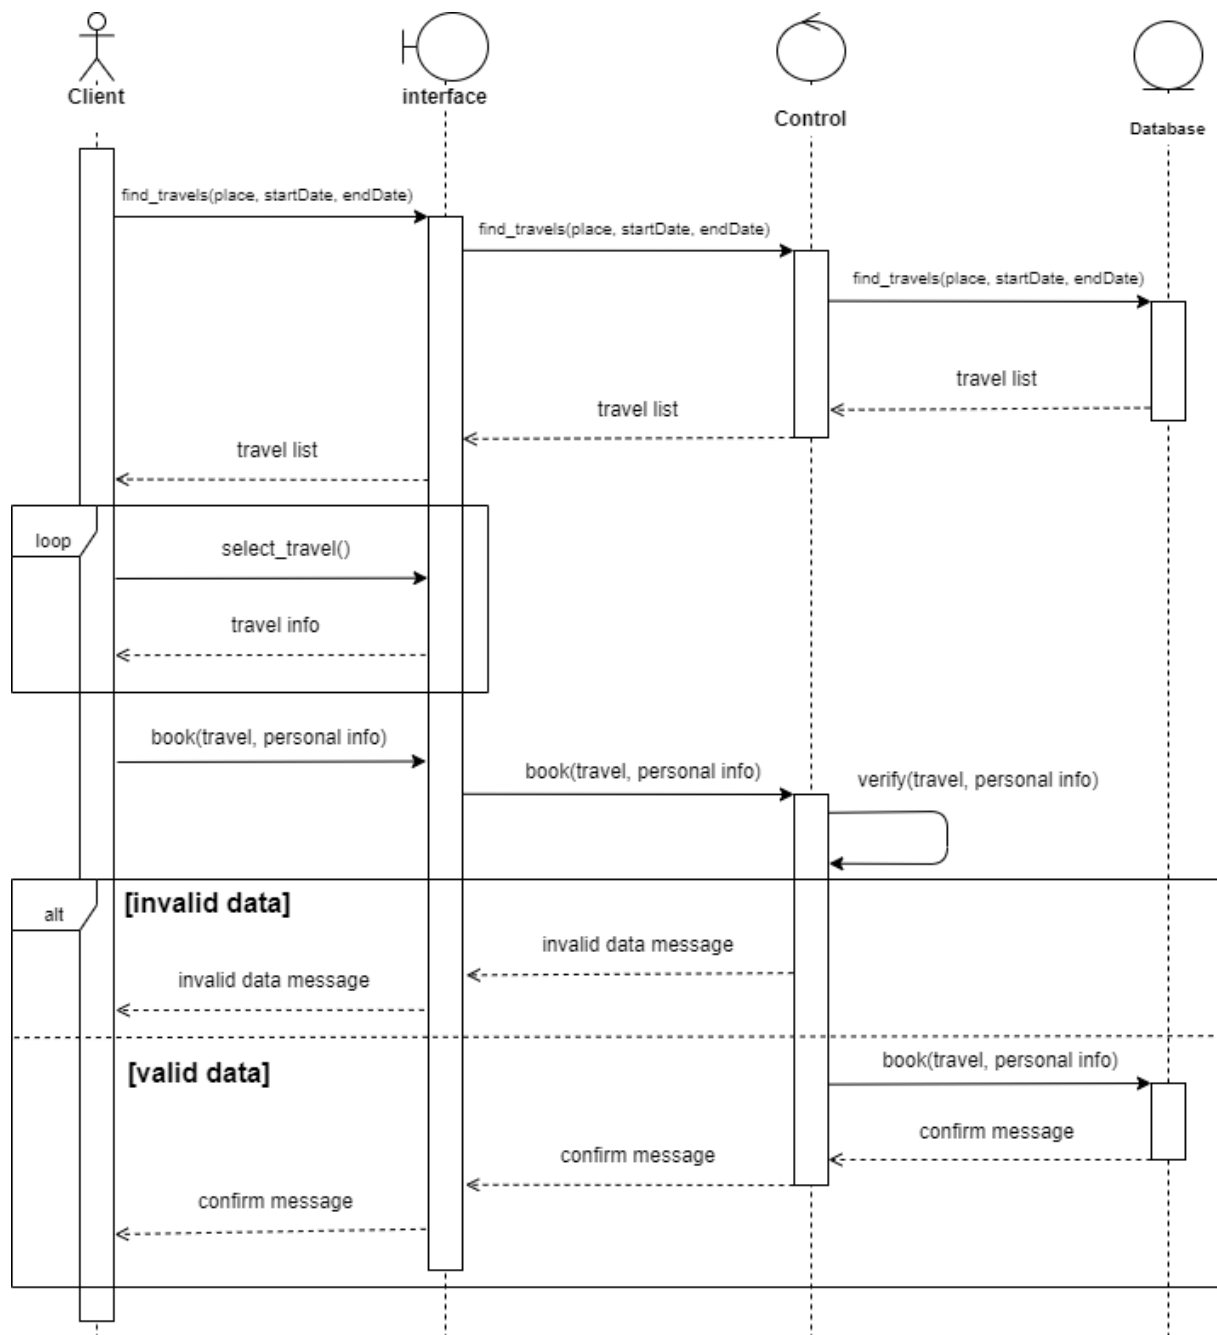 Client
interface
Control
Database
find_travels(place, startDate, endDate)
find_travels(place, startDate, endDate)
find_travels(place, startDate, endDate)
travel list
travel list
travel list
loop
select_travel()
travel info
book(travel, personal info)
book(travel, personal info)
verify(travel, personal info)
alt
[invalid data]
invalid data message
invalid data message
[valid data]
book(travel, personal info)
confirm message
confirm message
confirm message